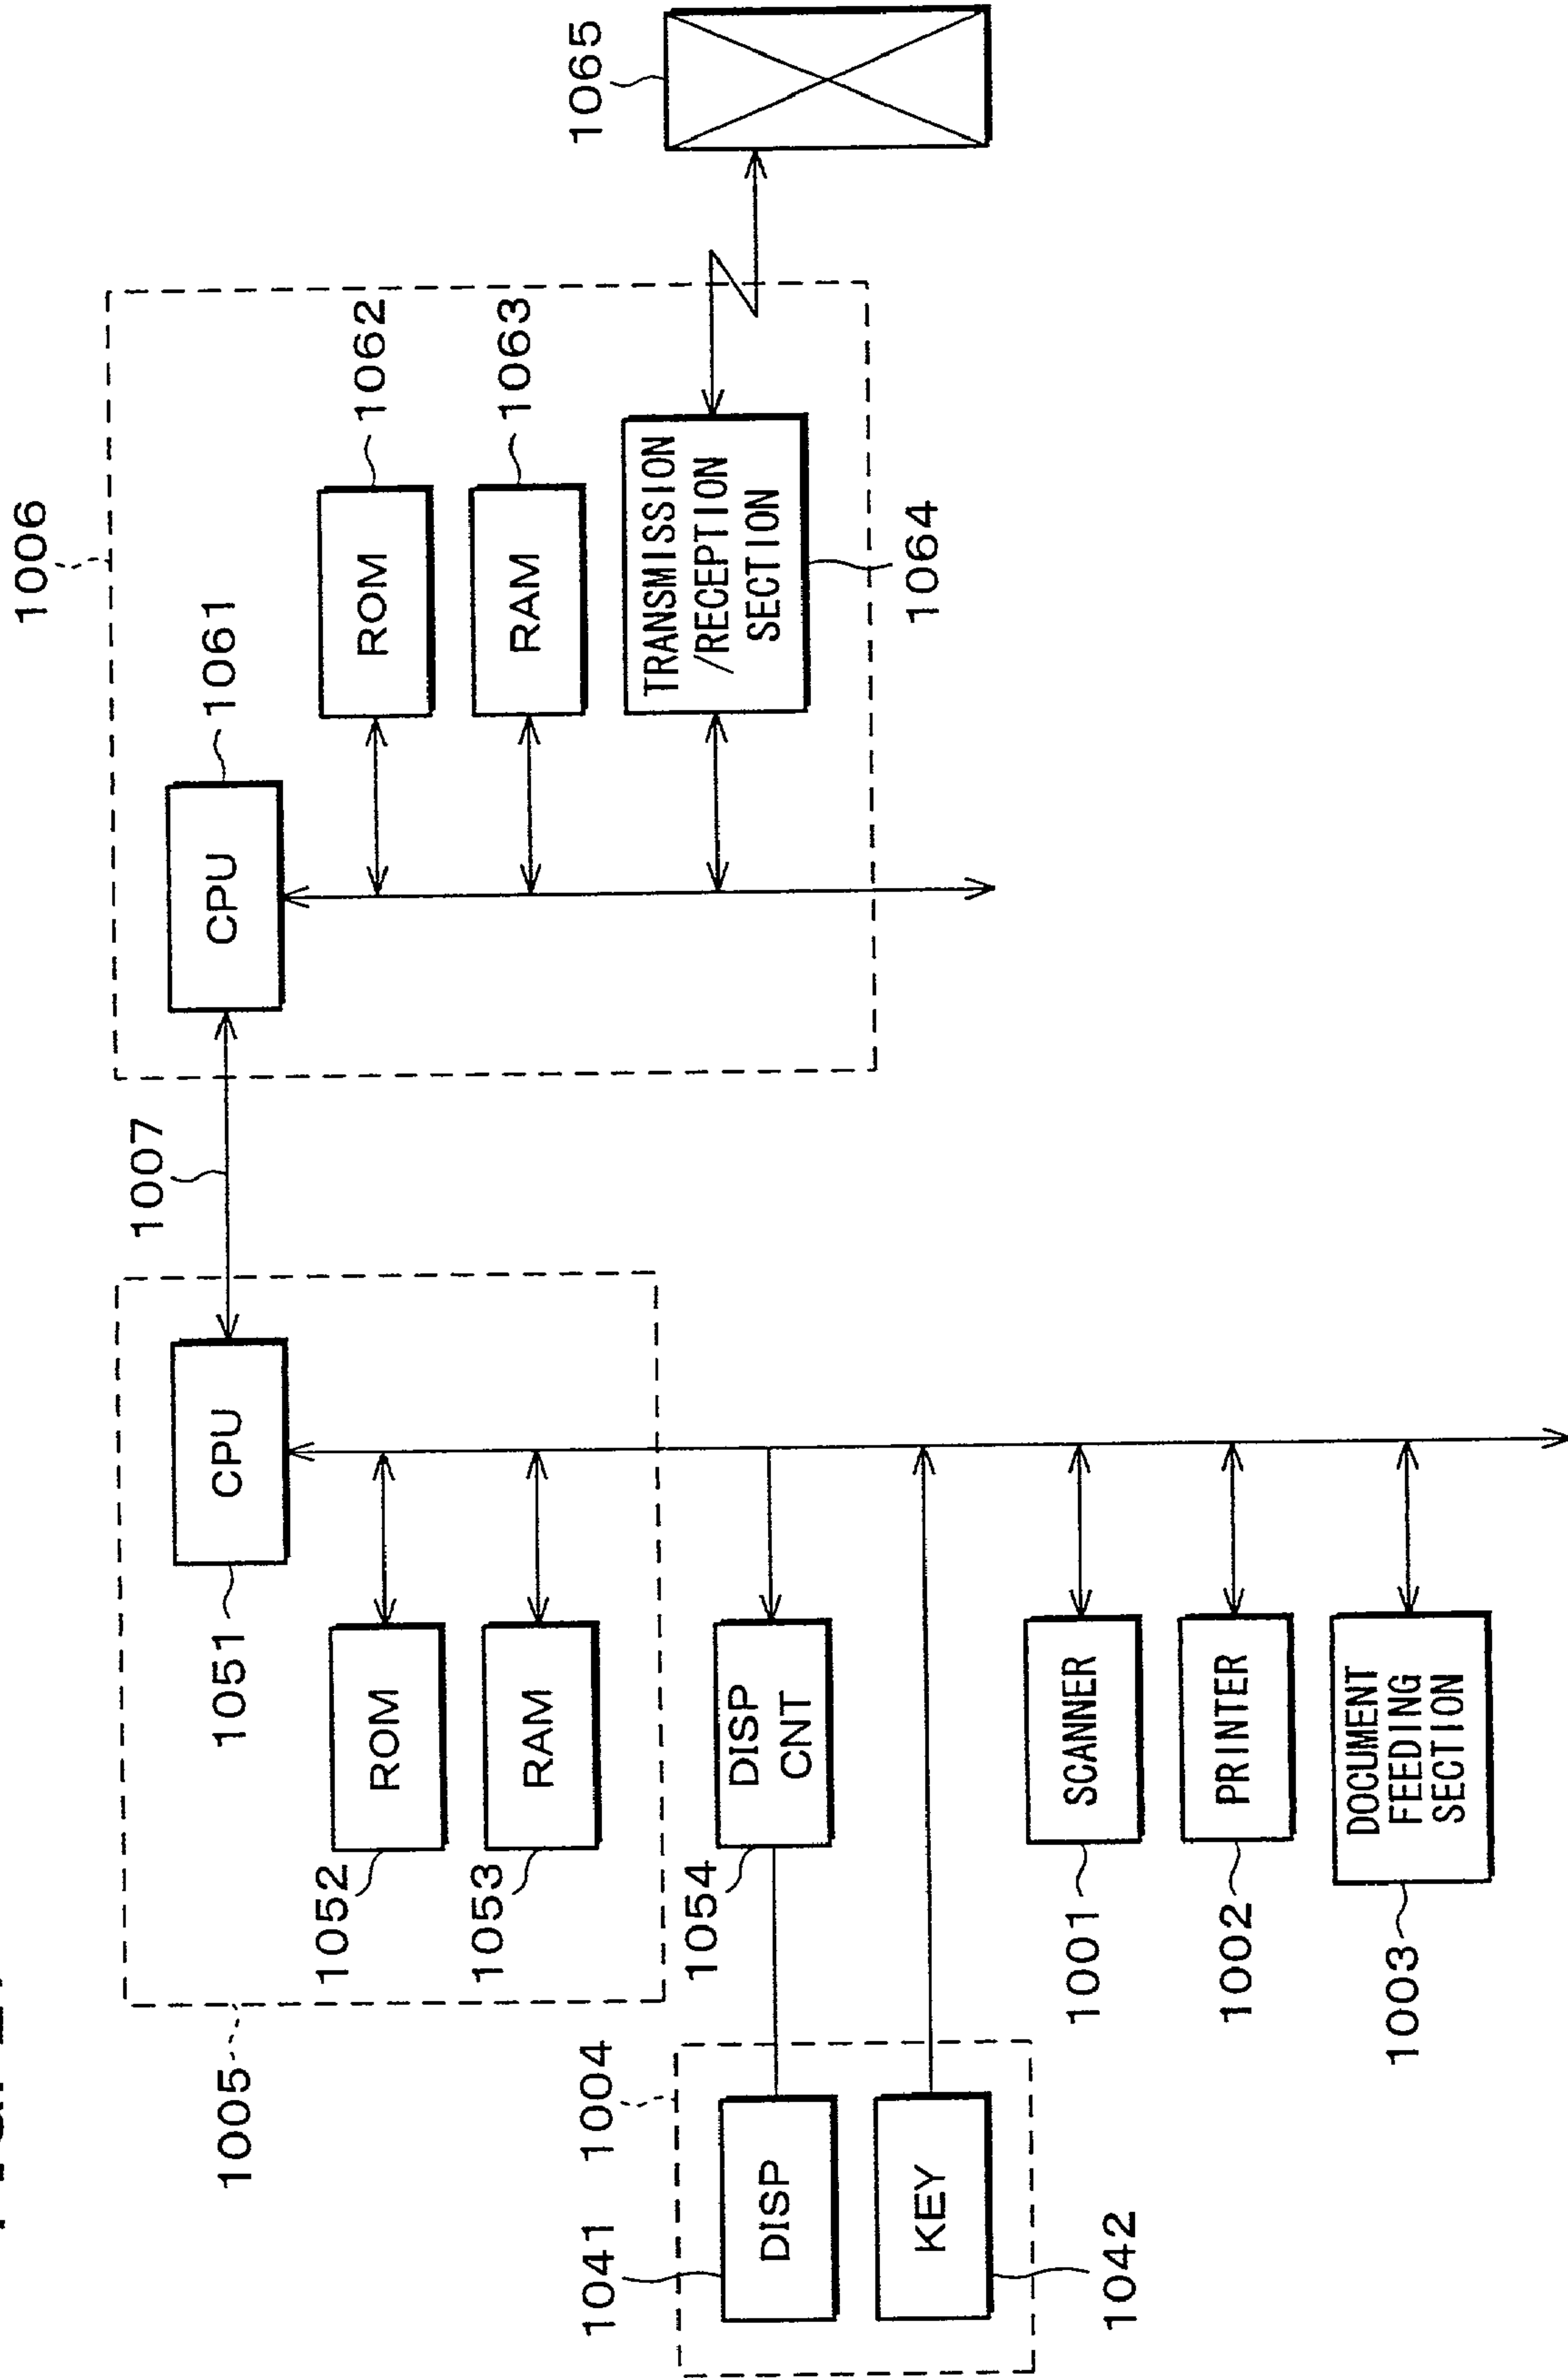 1006
1061
CPU
1062
ROM
1063
RAM
TRANSMISSION
/RECEPTION
SECTION
1064
1065
1007
1005
CPU
1051
ROM
1052
RAM
1053
DISP
CNT
1054
1004
DISP
1041
KEY
1042
SCANNER
1001
PRINTER
1002
DOCUMENT
FEEDING
SECTION
1003